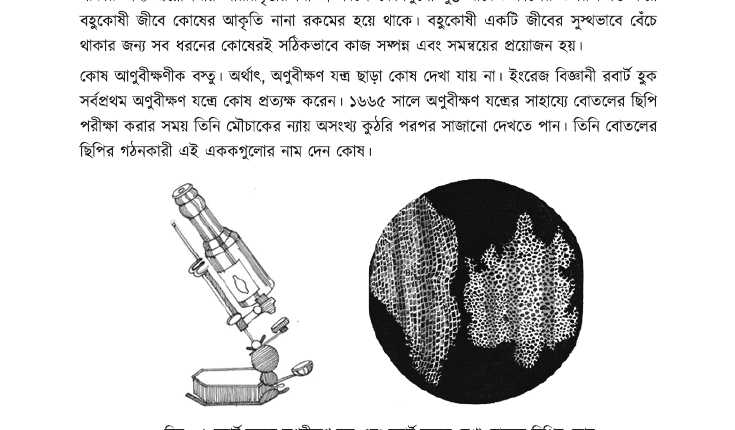 বহুকোষী জীবে কোষের আকৃতি নানা রকমের হয়ে থাকে। বহুকোষী একটি জীবের সুস্থভাবে বেঁচে
থাকার জন্য সব ধরনের কোষেরই সঠিকভাবে কাজ সম্পন্ন এবং সমন্বয়ের প্রয়োজন হয়।
কোষ আণুবীক্ষণীক বস্তু। অর্থাৎ, অণুবীক্ষণ যন্ত্র ছাড়া কোষ দেখা যায় না। ইংরেজ বিজ্ঞানী রবার্ট হুক
সর্বপ্রথম অণুবীক্ষণ যন্ত্রে কোষ প্রত্যক্ষ করেন। ১৬৬৫ সালে অণুবীক্ষণ যন্ত্রের সাহায্যে বোতলের ছিপি
পরীক্ষা করার সময় তিনি মৌচাকের ন্যায় অসংখ্য কুঠরি পরপর সাজানো দেখতে পান। তিনি বোতলের
ছিপির গঠনকারী এই এককগুলোর নাম দেন কোষ।